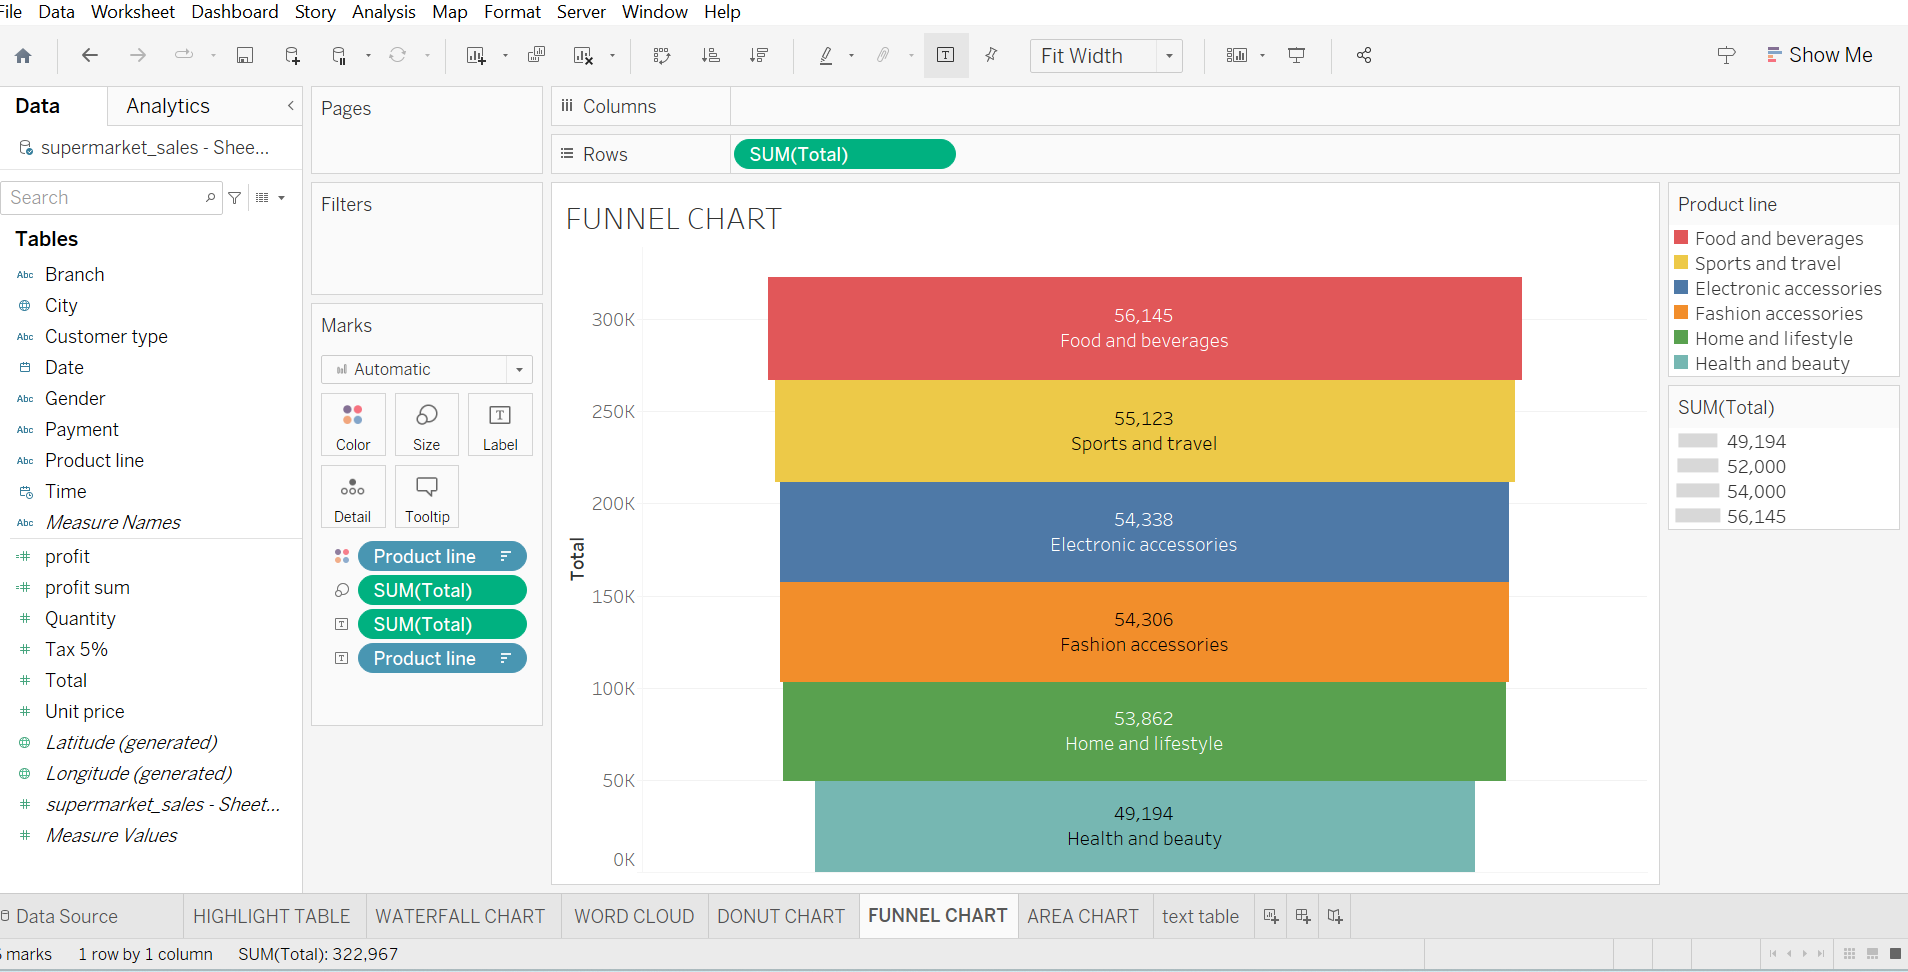 File Data Worksheet Dashboard Story Analysis Map Format Server Window Help
Fit Width
Show Me
Data Analytics
supermarket_sales - Shee...
Search
Tables
Abc Branch
City
Abc Customer type
Date
Abc Gender
Abc Payment
Abc Product line
Time
Abc Measure Names
profit
profit sum
Quantity
Tax 5%
Total
Unit price
Latitude (generated)
Longitude (generated)
supermarket_sales - Sheet...
Measure Values
Pages
Filters
Marks
Automatic
Color Size Label
Detail Tooltip
Product line
SUM(Total)
SUM(Total)
Product line
Columns
Rows SUM(Total)
FUNNEL CHART
Total
300K
250K
200K
150K
100K
50K
0K
56,145
Food and beverages
55,123
Sports and travel
54,338
Electronic accessories
54,306
Fashion accessories
53,862
Home and lifestyle
49,194
Health and beauty
Product line
Food and beverages
Sports and travel
Electronic accessories
Fashion accessories
Home and lifestyle
Health and beauty
SUM(Total)
49,194
52,000
54,000
56,145
Data Source HIGHLIGHT TABLE WATERFALL CHART WORD CLOUD DONUT CHART FUNNEL CHART AREA CHART text table
marks 1 row by 1 column SUM(Total): 322,967